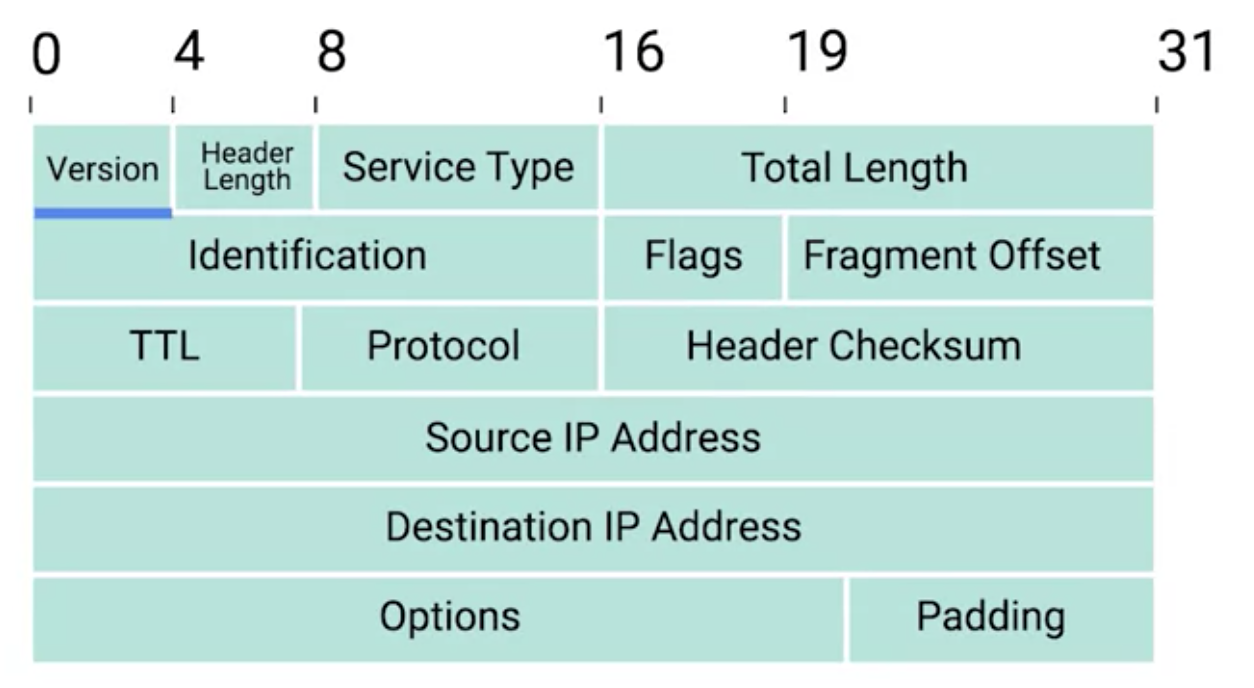 0 4 8 16 19 31
Version Header Length Service Type Total Length
Identification Flags Fragment Offset
TTL Protocol Header Checksum
Source IP Address
Destination IP Address
Options Padding